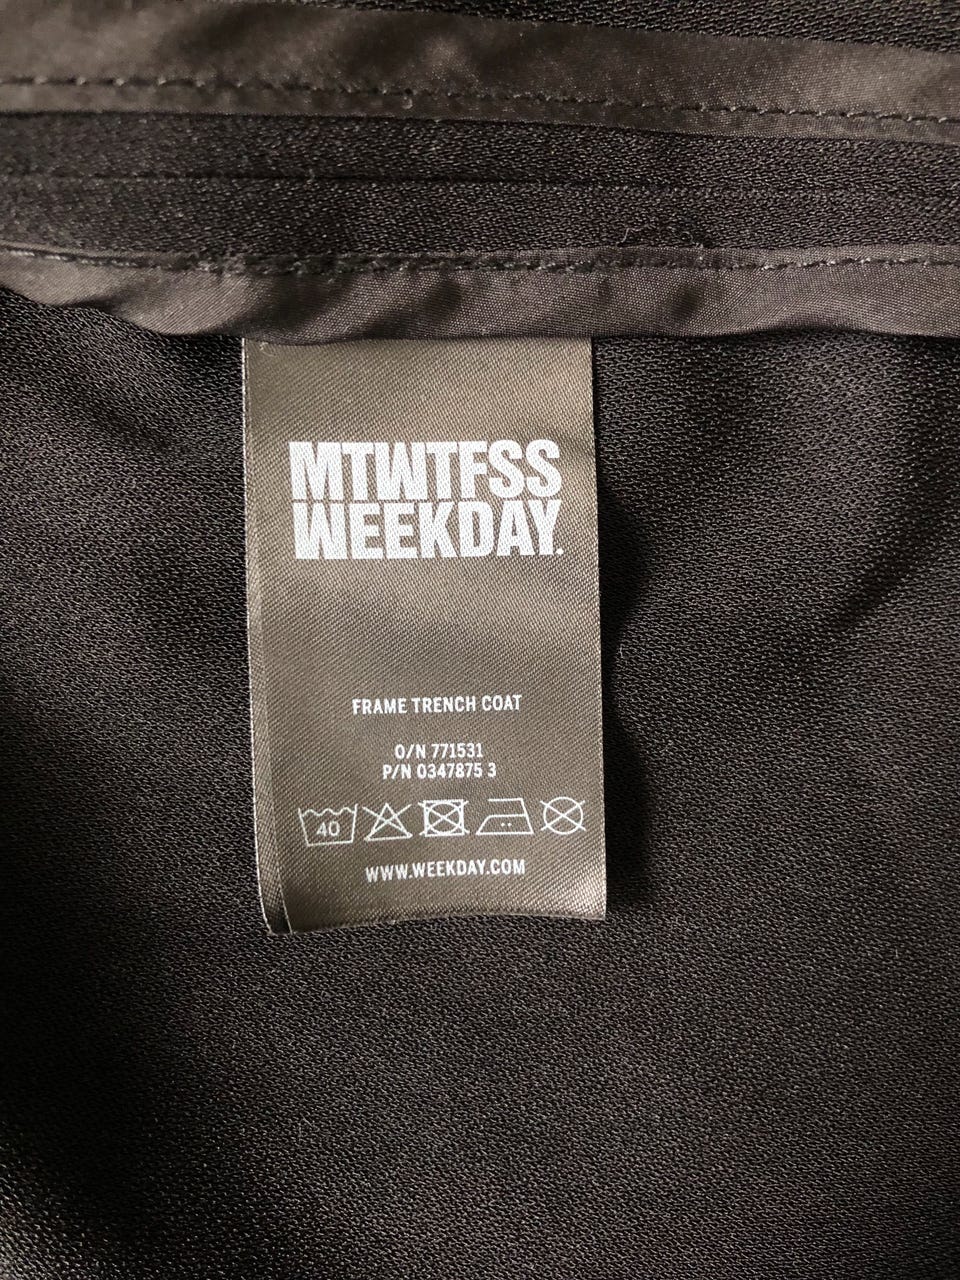 MTWTFSS
WEEKDAY.
FRAME TRENCH COAT
O/N 771531
P/N 0347875 3
40
WWW.WEEKDAY.COM